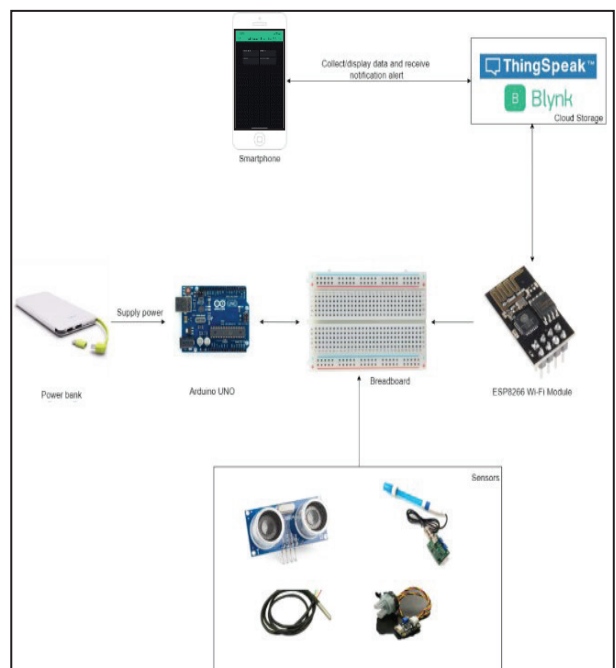 Collect/display data and receive
notification alert
ThingSpeak™
B Blynk
Cloud Storage
Smartphone
Supply power
Power bank
Arduino UNO
Breadboard
ESP8266 Wi-Fi Module
Sensors